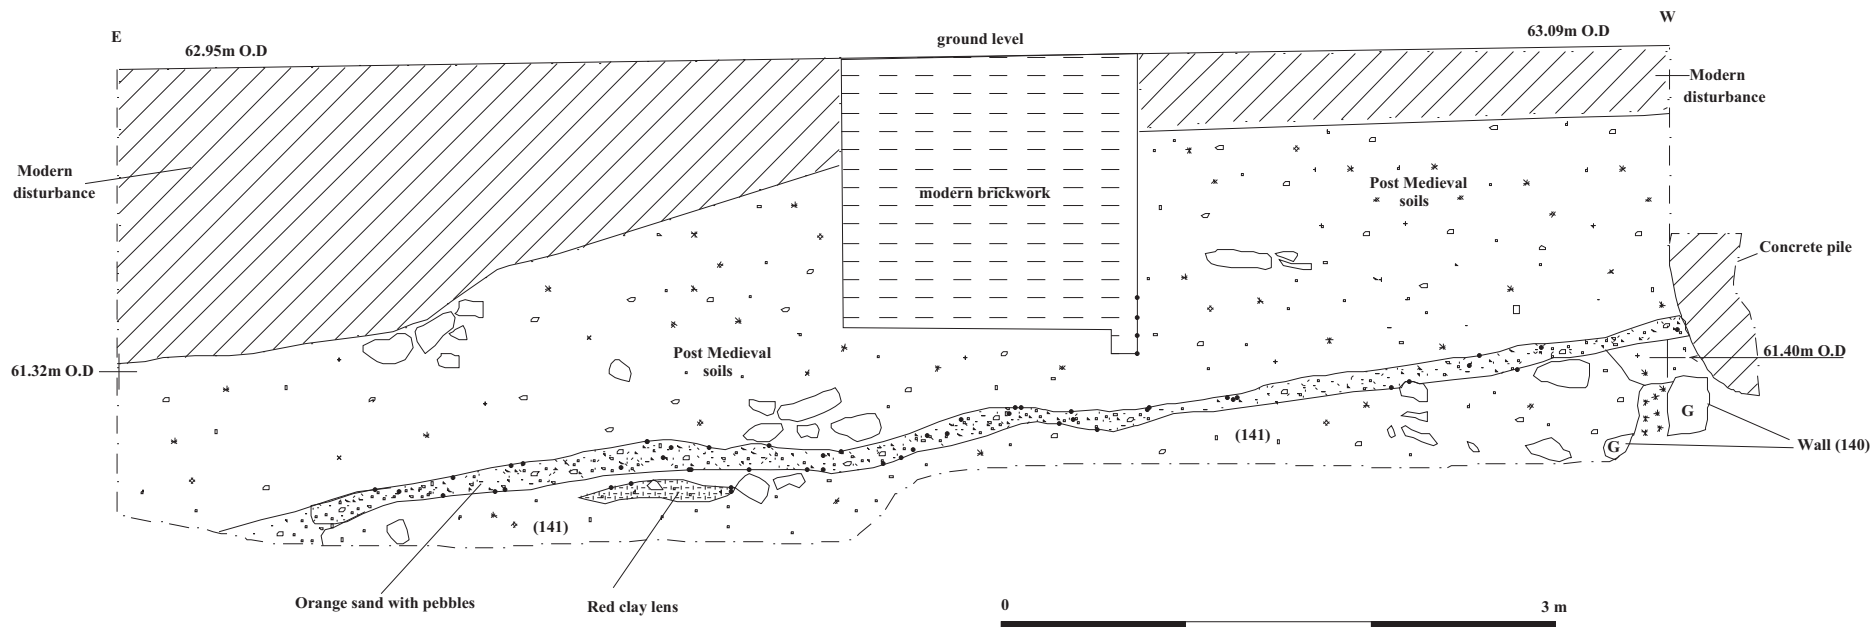 E
W
62.95m O.D
ground level
63.09m O.D
Modern
disturbance
Modern
disturbance
modern brickwork
Post Medieval
soils
Concrete pile
Post Medieval
soils
61.32m O.D
61.40m O.D
G
G
Wall (140)
(141)
(141)
Orange sand with pebbles
Red clay lens
0
3 m